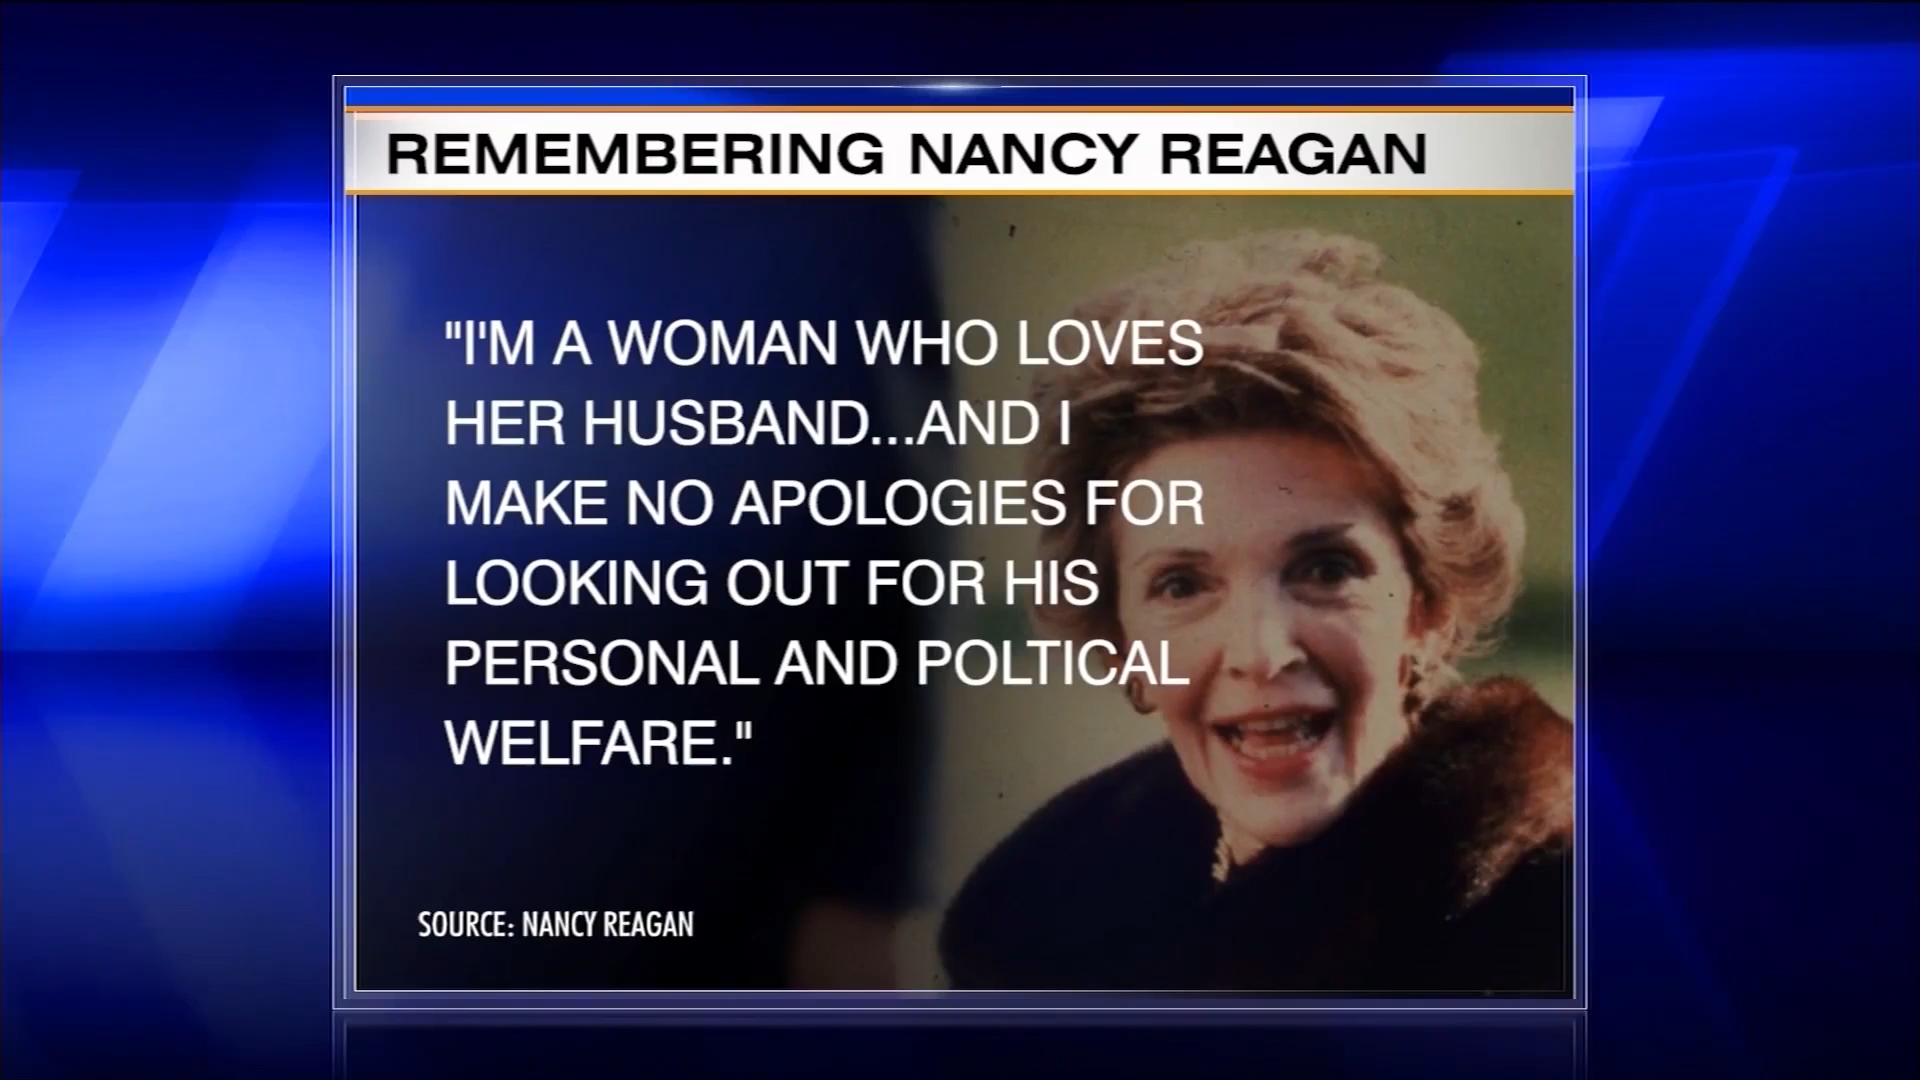 REMEMBERING NANCY REAGAN
"I'M A WOMAN WHO LOVES
HER HUSBAND...AND I
MAKE NO APOLOGIES FOR
LOOKING OUT FOR HIS
PERSONAL AND POLTICAL
WELFARE."
SOURCE: NANCY REAGAN